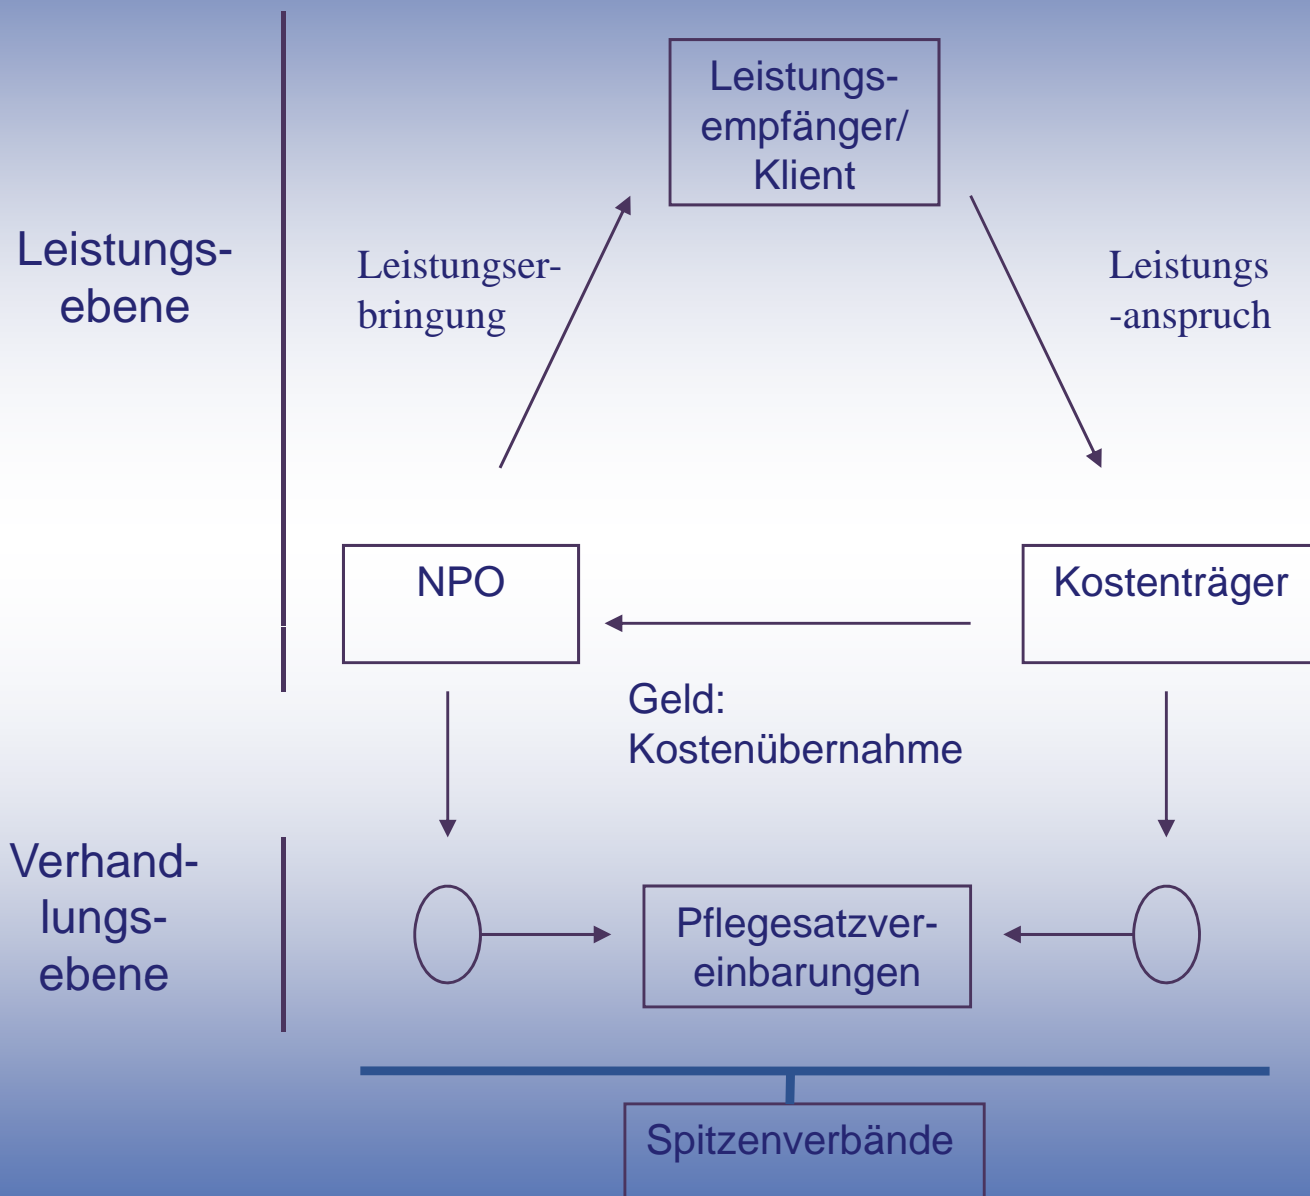 Leistungs-
empfänger/
Klient
Leistungs-
ebene
Leistungser-
bringung
Leistungs
-anspruch
NPO
Kostenträger
Geld:
Kostenübernahme
Verhand-
lungs-
ebene
Pflegesatzver-
einbarungen
Spitzenverbände